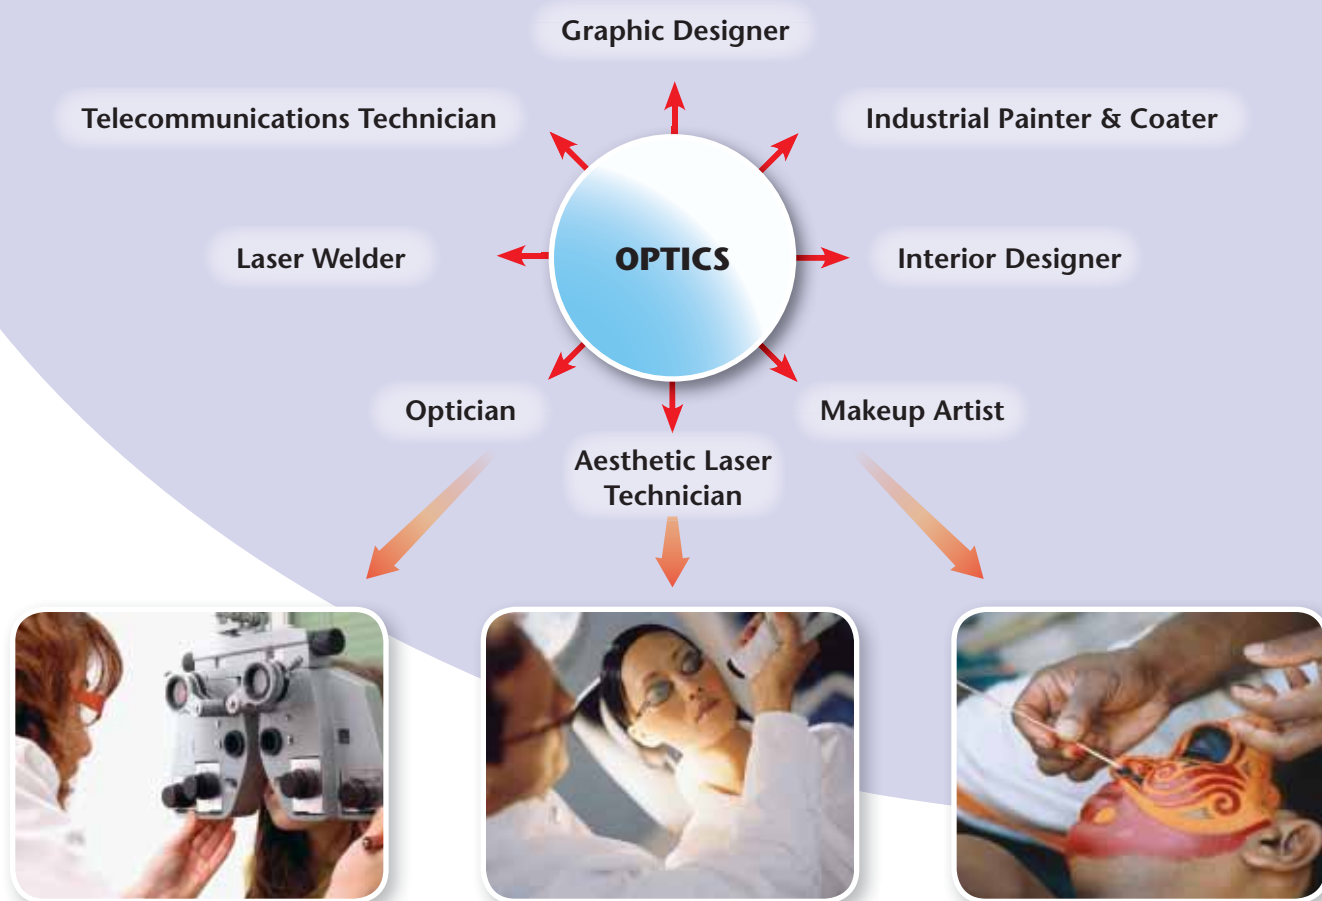 Graphic Designer
Telecommunications Technician
Industrial Painter & Coater
Laser Welder
OPTICS
Interior Designer
Optician
Makeup Artist
Aesthetic Laser
Technician